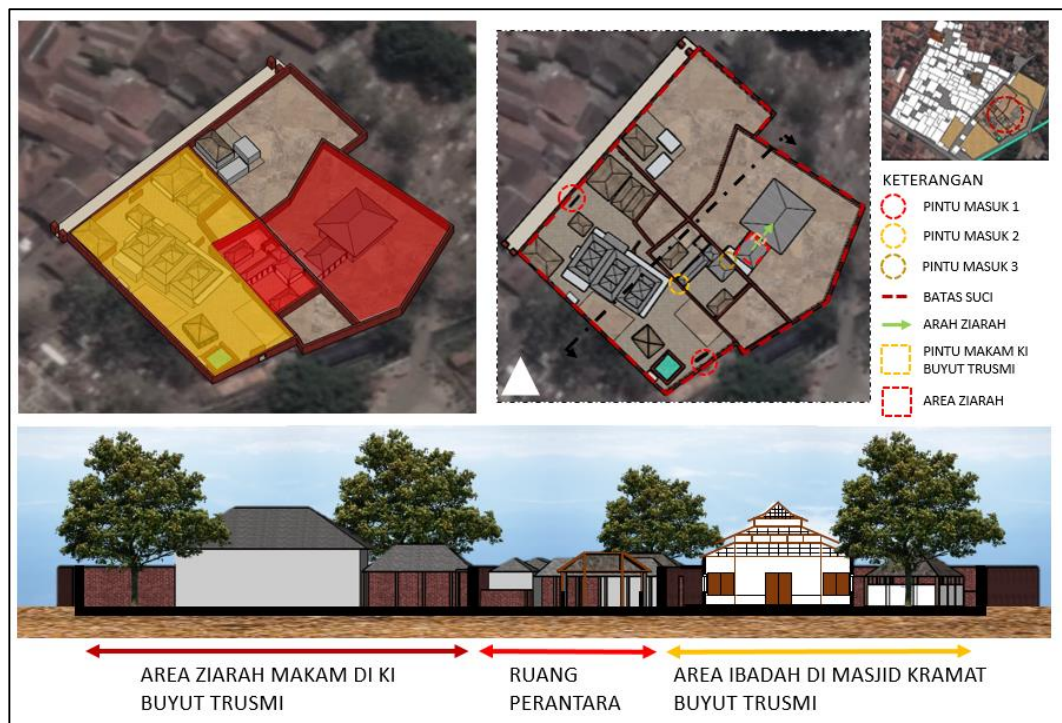 KETERANGAN
PINTU MASUK 1
PINTU MASUK 2
PINTU MASUK 3
BATAS SUCI
ARAH ZIARAH
PINTU MAKAM KI
BUYUT TRUSMI
AREA ZIARAH
AREA ZIARAH MAKAM DI KI
BUYUT TRUSMI
RUANG
PERANTARA
AREA IBADAH DI MASJID KRAMAT
BUYUT TRUSMI